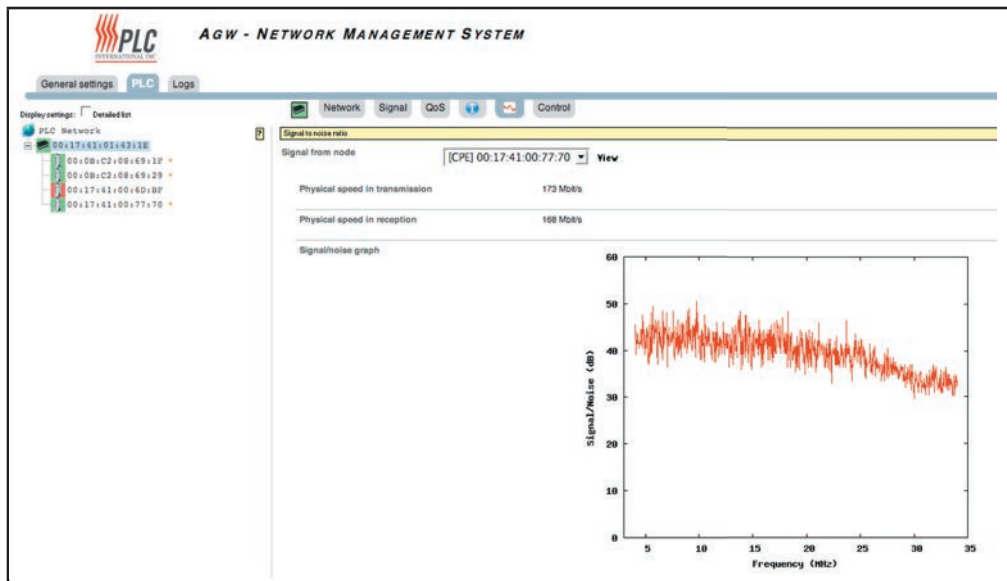 PLC
INTERNATIONAL INC
AGW - NETWORK MANAGEMENT SYSTEM
General settings PLC Logs
Display settings: Detailed list
PLC Network
00:17:41:01:43:1E
00:0B:C2:08:69:1F *
00:0B:C2:08:69:29 *
00:17:41:00:6D:BF
00:17:41:00:77:70 *
?
Network Signal QoS Control
Signal to noise ratio
Signal from node [CPE] 00:17:41:00:77:70 View
Physical speed in transmission 173 Mbit/s
Physical speed in reception 168 Mbit/s
Signal/noise graph
60
50
40
30
20
10
0
Signal/Noise (dB)
5 10 15 20 25 30 35
Frequency (MHz)